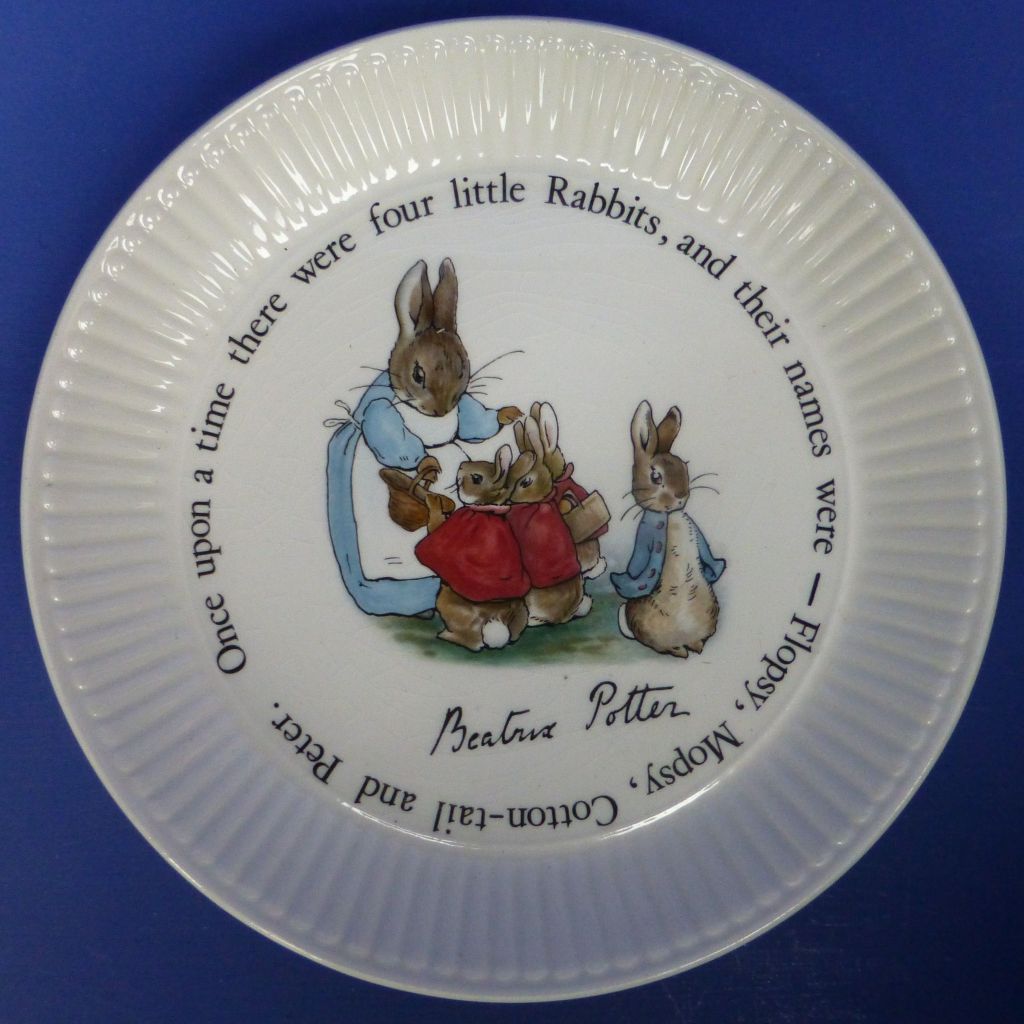 Once upon a time there were four little Rabbits, and their names were — Flopsy, Mopsy, Cotton-tail and Peter.
Beatrix Potter